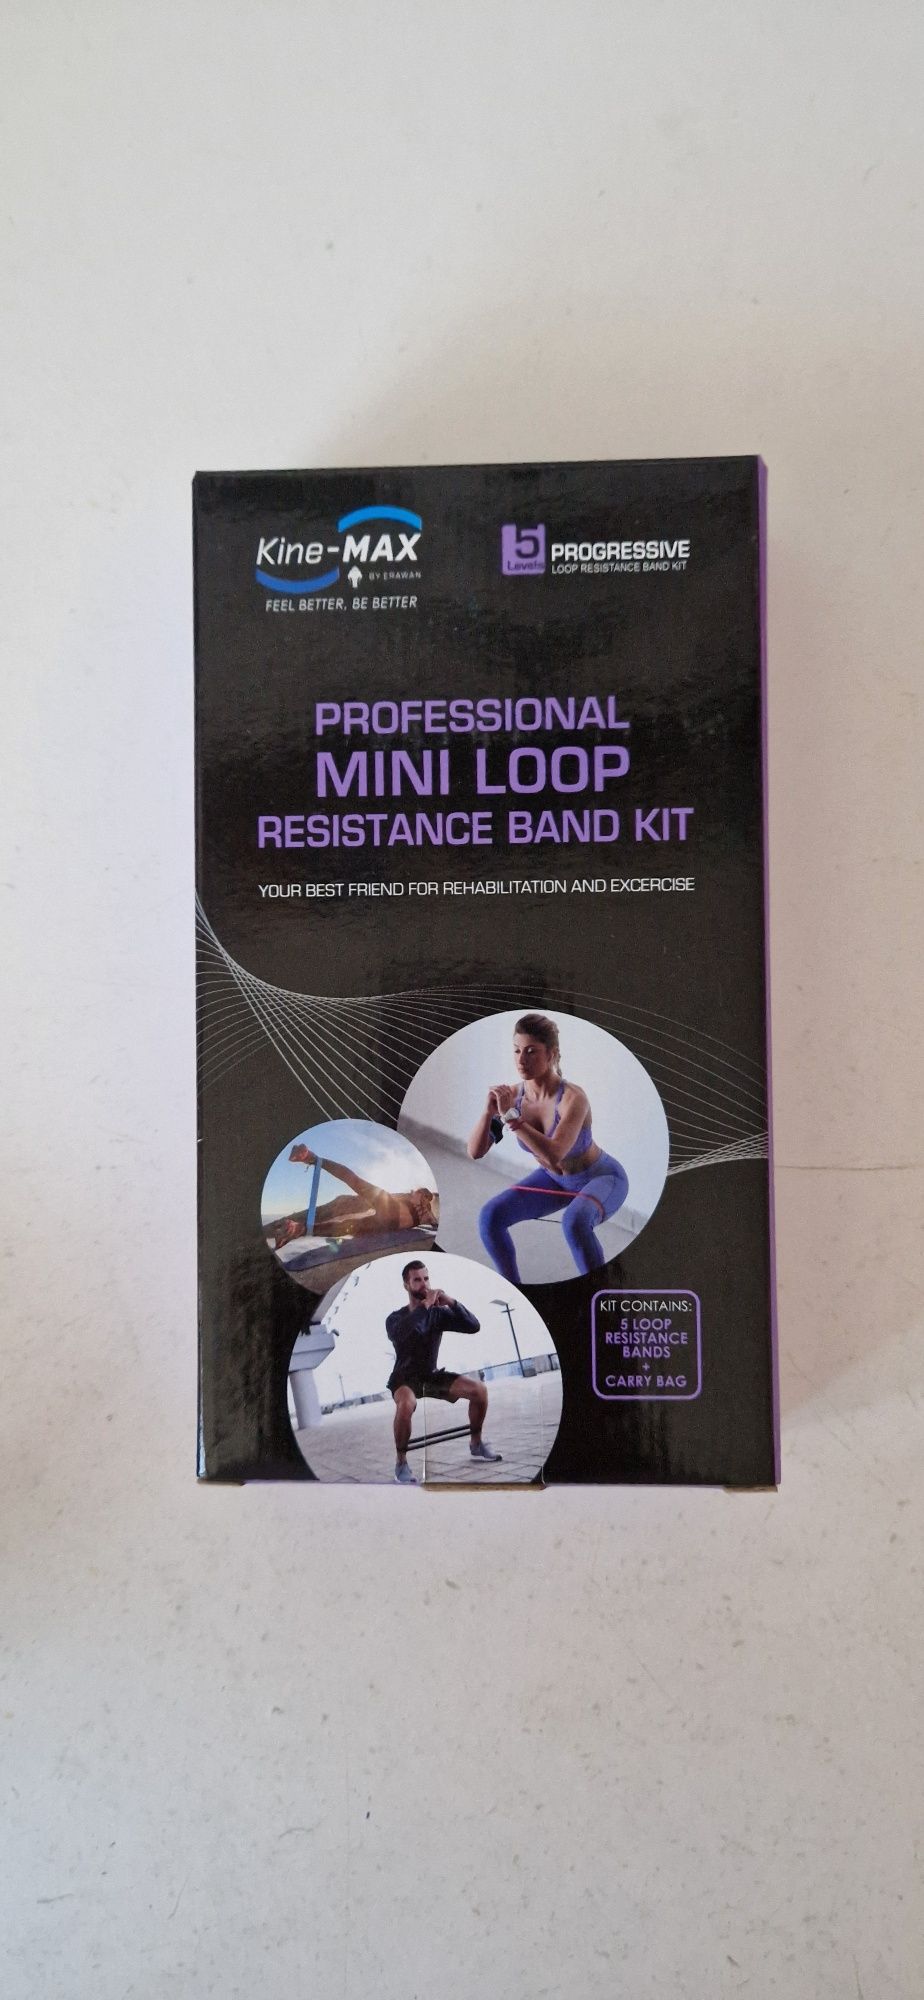 Kine-MAX
BY ERAWAN
FEEL BETTER, BE BETTER
5
Levels
PROGRESSIVE
LOOP RESISTANCE BAND KIT
PROFESSIONAL
MINI LOOP
RESISTANCE BAND KIT
YOUR BEST FRIEND FOR REHABILITATION AND EXCERCISE
KIT CONTAINS:
5 LOOP
RESISTANCE
BANDS
+
CARRY BAG